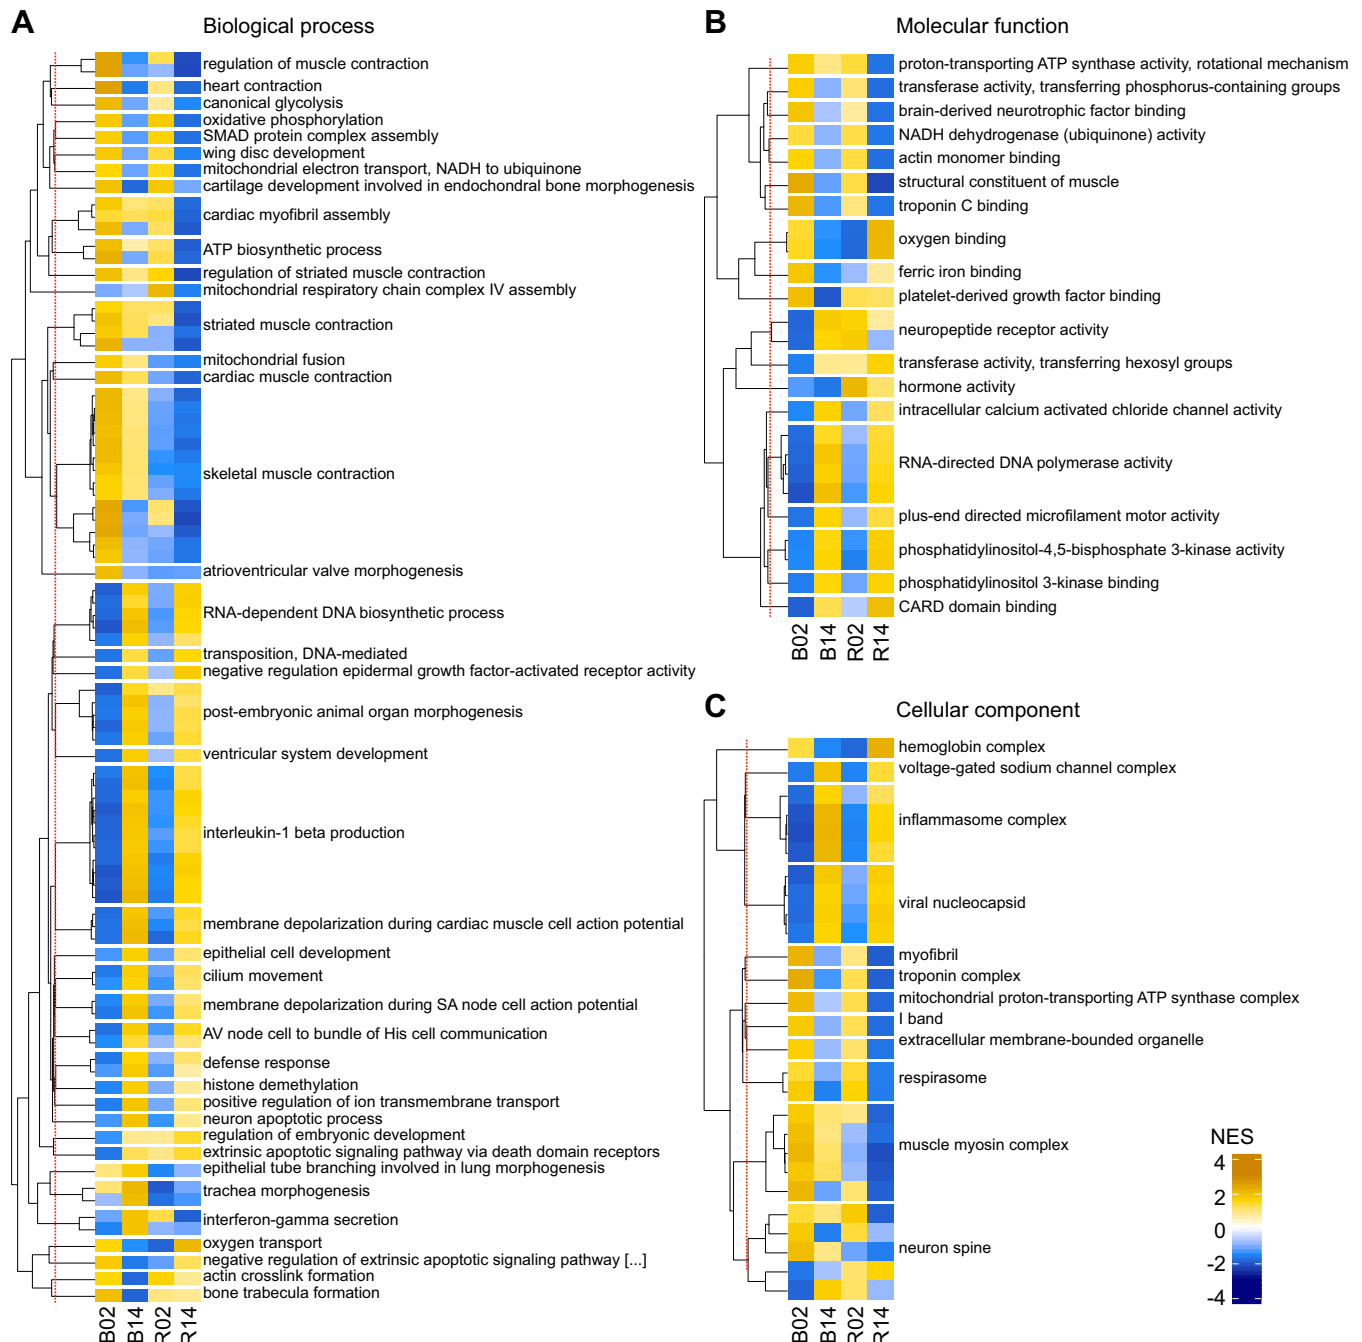 A
Biological process
regulation of muscle contraction
heart contraction
canonical glycolysis
oxidative phosphorylation
SMAD protein complex assembly
wing disc development
mitochondrial electron transport, NADH to ubiquinone
cartilage development involved in endochondral bone morphogenesis
cardiac myofibril assembly
ATP biosynthetic process
regulation of striated muscle contraction
mitochondrial respiratory chain complex IV assembly
striated muscle contraction
mitochondrial fusion
cardiac muscle contraction
skeletal muscle contraction
atrioventricular valve morphogenesis
RNA-dependent DNA biosynthetic process
transposition, DNA-mediated
negative regulation epidermal growth factor-activated receptor activity
post-embryonic animal organ morphogenesis
ventricular system development
interleukin-1 beta production
membrane depolarization during cardiac muscle cell action potential
epithelial cell development
cilium movement
membrane depolarization during SA node cell action potential
AV node cell to bundle of His cell communication
defense response
histone demethylation
positive regulation of ion transmembrane transport
neuron apoptotic process
regulation of embryonic development
extrinsic apoptotic signaling pathway via death domain receptors
epithelial tube branching involved in lung morphogenesis
trachea morphogenesis
interferon-gamma secretion
oxygen transport
negative regulation of extrinsic apoptotic signaling pathway [...]
actin crosslink formation
bone trabecula formation
B02
B14
R02
R14
B
Molecular function
proton-transporting ATP synthase activity, rotational mechanism
transferase activity, transferring phosphorus-containing groups
brain-derived neurotrophic factor binding
NADH dehydrogenase (ubiquinone) activity
actin monomer binding
structural constituent of muscle
troponin C binding
oxygen binding
ferric iron binding
platelet-derived growth factor binding
neuropeptide receptor activity
transferase activity, transferring hexosyl groups
hormone activity
intracellular calcium activated chloride channel activity
RNA-directed DNA polymerase activity
plus-end directed microfilament motor activity
phosphatidylinositol-4,5-bisphosphate 3-kinase activity
phosphatidylinositol 3-kinase binding
CARD domain binding
B02
B14
R02
R14
C
Cellular component
hemoglobin complex
voltage-gated sodium channel complex
inflammasome complex
viral nucleocapsid
myofibril
troponin complex
mitochondrial proton-transporting ATP synthase complex
I band
extracellular membrane-bounded organelle
respirasome
muscle myosin complex
neuron spine
B02
B14
R02
R14
NES
4
2
0
-2
-4